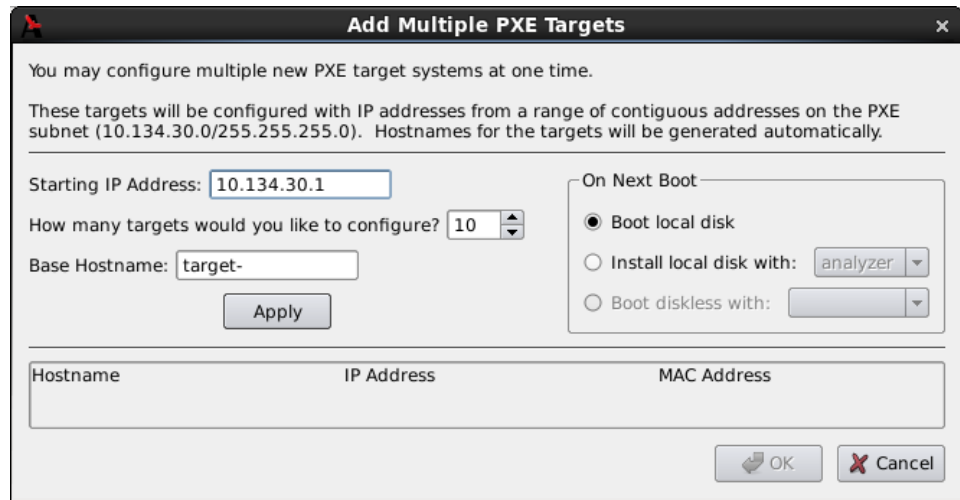 Add Multiple PXE Targets
You may configure multiple new PXE target systems at one time.
These targets will be configured with IP addresses from a range of contiguous addresses on the PXE
subnet (10.134.30.0/255.255.255.0). Hostnames for the targets will be generated automatically.
Starting IP Address: 10.134.30.1
How many targets would you like to configure? 10
Base Hostname: target-
Apply
On Next Boot
Boot local disk
Install local disk with: analyzer
Boot diskless with:
Hostname IP Address MAC Address
OK Cancel